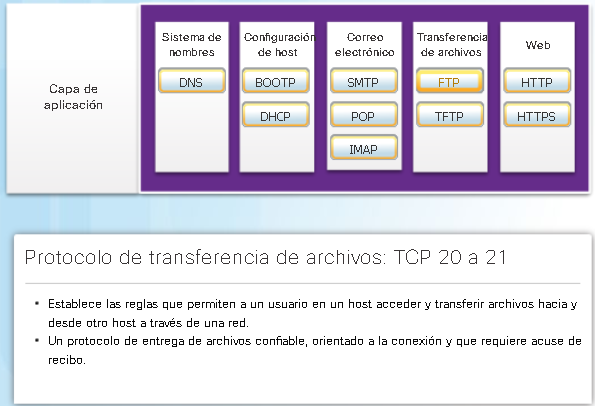 Capa de
aplicación
Sistema de
nombres
DNS
Configuración
de host
BOOTP
DHCP
Correo
electrónico
SMTP
POP
IMAP
Transferencia
de archivos
FTP
TFTP
Web
HTTP
HTTPS
Protocolo de transferencia de archivos: TCP 20 a 21
• Establece las reglas que permiten a un usuario en un host acceder y transferir archivos hacia y
desde otro host a través de una red.
• Un protocolo de entrega de archivos confiable, orientado a la conexión y que requiere acuse de
recibo.